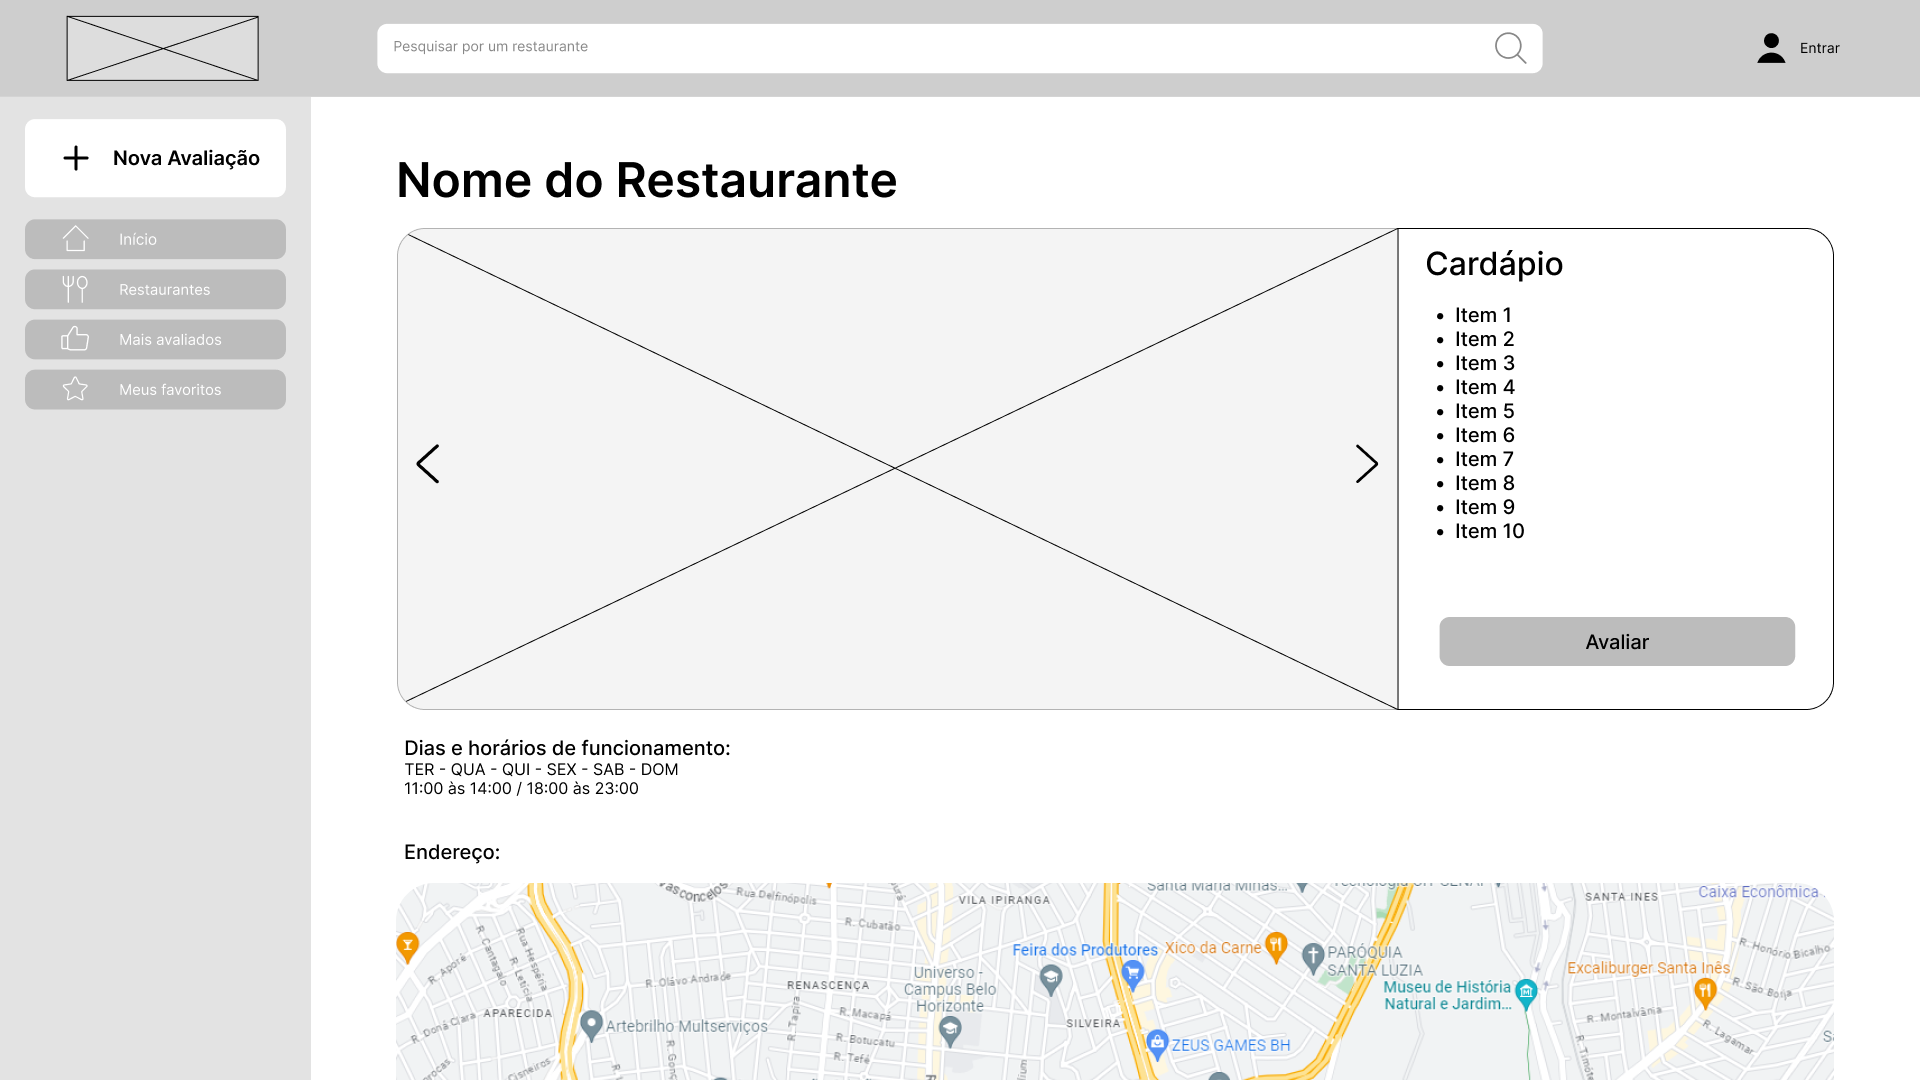 Pesquisar por um restaurante
Entrar
Nova Avaliação
Início
Restaurantes
Mais avaliados
Meus favoritos
Nome do Restaurante
Cardápio
Item 1
Item 2
Item 3
Item 4
Item 5
Item 6
Item 7
Item 8
Item 9
Item 10
Avaliar
Dias e horários de funcionamento:
TER - QUA - QUI - SEX - SAB - DOM
11:00 às 14:00 / 18:00 às 23:00
Endereço:
Vasconcelos
Rua Delfinópolis
VILA IPIRANGA
Santa Maria Minas...
SANTA INES
Caixa Econômica
R. Cubatão
Feira dos Produtores
Xico da Carne
PARÓQUIA
SANTA LUZIA
R. Honório Bicalho
R. Aporé
R. Cantagalo
Rua Hespéria
R. Letícia
R. Olávo Andrade
RENASCENÇA
Universo -
Campus Belo
Horizonte
Museu de História
Natural e Jardim...
Excaliburger Santa Inês
R. São Borja
R. Doná Clara
APARECIDA
Artebrilho Multserviços
R. Tapira
R. Macapá
SILVEIRA
R. Montalvânia
R. Lagamar
R. Botucatu
R. Tefé
ZEUS GAMES BH
Cisneiros